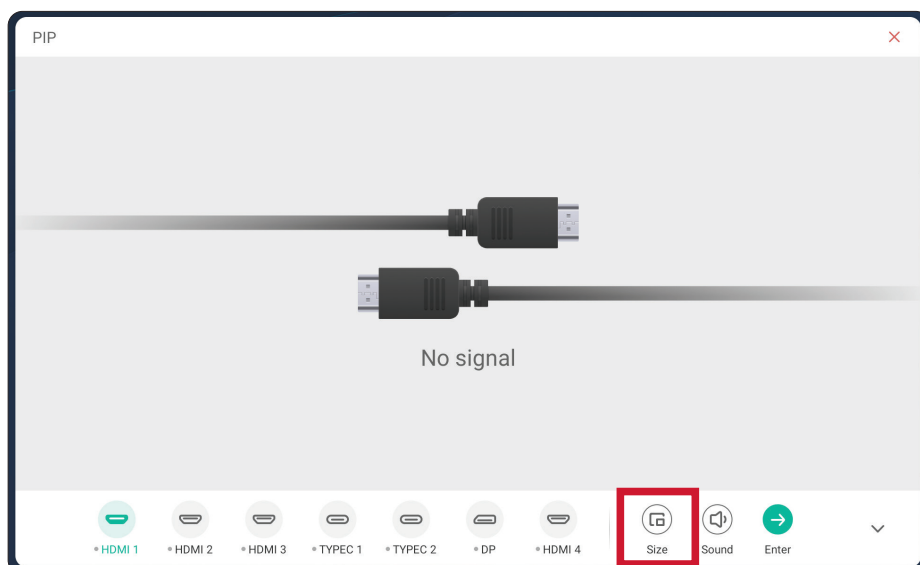 PIP
No signal
HDMI 1 HDMI 2 HDMI 3 TYPEC 1 TYPEC 2 DP HDMI 4 Size Sound Enter